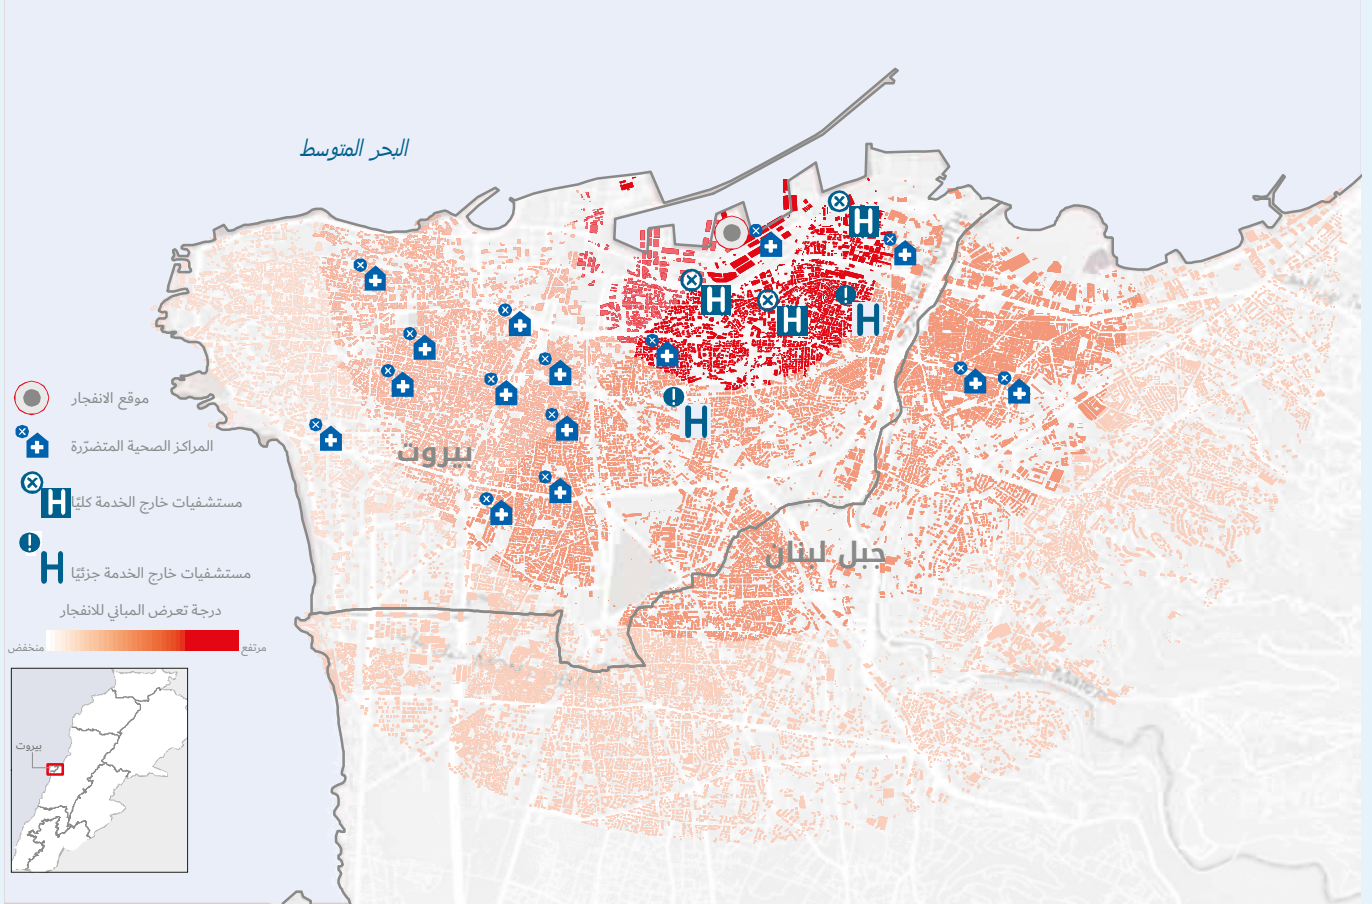 البحر المتوسط
بيروت
جبل لبنان
موقع الانفجار
المراكز الصحية المتضرّرة
مستشفيات خارج الخدمة كليًا
مستشفيات خارج الخدمة جزئيًا
درجة تعرض المباني للانفجار
مرتفع
منخفض
بيروت